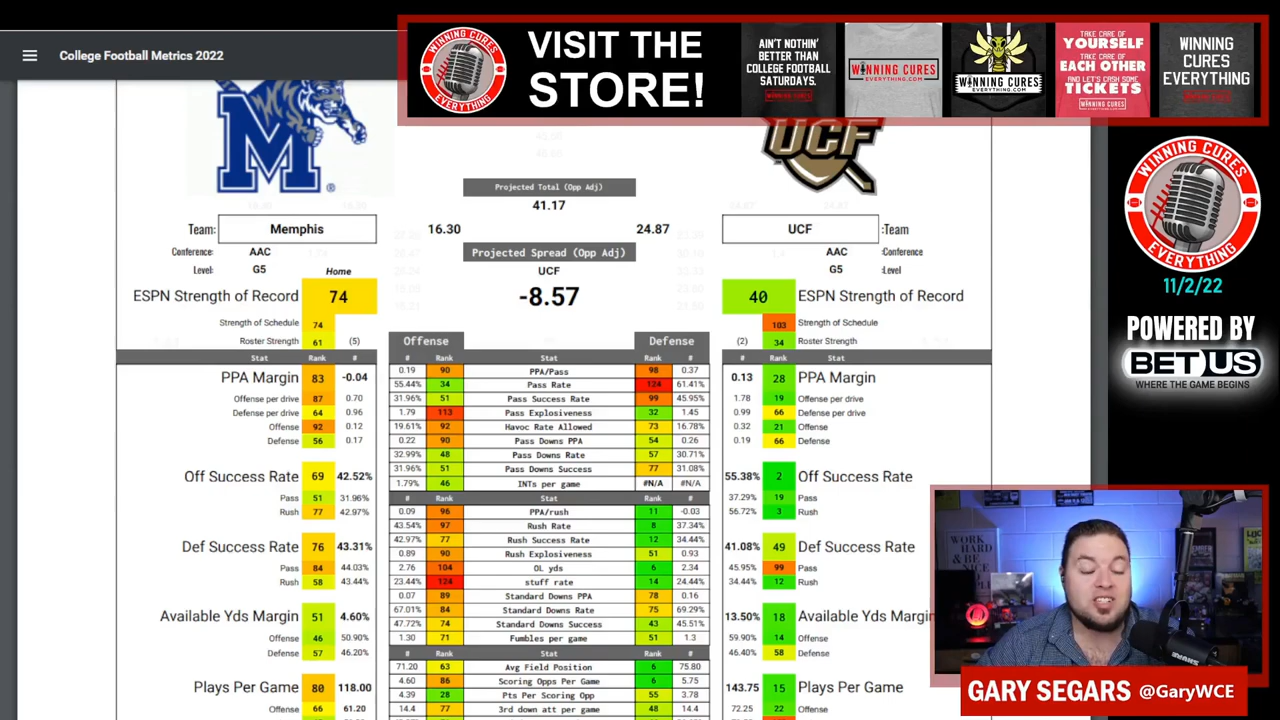 College Football Metrics 2022
WINNING CURES
EVERYTHING
VISIT THE
STORE!
AIN'T NOTHIN'
BETTER THAN
COLLEGE FOOTBALL
SATURDAYS.
WINNING CURES
WINNING CURES
EVERYTHING.COM
WINNING CURES
EVERYTHING.COM
TAKE CARE OF
YOURSELF
TAKE CARE OF
EACH OTHER
AND LET'S CASH SOME
TICKETS
WINNING CURES
WINNING
CURES
EVERYTHING
M
UCF
WINNING CURES
EVERYTHING
11/2/22
POWERED BY
BETUS
WHERE THE GAME BEGINS
Projected Total (Opp Adj)
41.17
Team: Memphis 16.30 24.87 UCF :Team
Conference: AAC Projected Spread (Opp Adj) AAC :Conference
Level: G5 Home UCF G5 :Level
ESPN Strength of Record 74 -8.57 40 ESPN Strength of Record
Strength of Schedule 74 103 Strength of Schedule
Roster Strength 61 (5) Offense Defense (2) 34 Roster Strength
Stat Rank # # Rank Stat Rank # # Rank Stat
PPA Margin 83 -0.04 0.19 90 PPA/Pass 98 0.37 0.13 28 PPA Margin
55.44% 34 Pass Rate 124 61.41%
Offense per drive 87 0.70 31.96% 51 Pass Success Rate 99 45.95% 1.78 19 Offense per drive
Defense per drive 64 0.96 1.79 113 Pass Explosiveness 32 1.45 0.99 66 Defense per drive
Offense 92 0.12 19.61% 92 Havoc Rate Allowed 73 16.78% 0.32 21 Offense
Defense 56 0.17 0.22 90 Pass Downs PPA 54 0.26 0.19 66 Defense
32.99% 48 Pass Downs Rate 57 30.71%
Off Success Rate 69 42.52% 31.96% 51 Pass Downs Success 77 31.08% 55.38% 2 Off Success Rate
1.79% 46 INTs per game #N/A #N/A
Pass 51 31.96% # Rank Stat Rank # 37.29% 19 Pass
Rush 77 42.97% 0.09 96 PPA/rush 11 -0.03 56.72% 3 Rush
43.54% 97 Rush Rate 8 37.34%
42.97% 77 Rush Success Rate 12 34.44%
Def Success Rate 76 43.31% 0.89 90 Rush Explosiveness 51 0.93 41.08% 49 Def Success Rate
Pass 84 44.03% 2.76 104 OL yds 6 2.34 45.95% 99 Pass
Rush 58 43.44% 23.44% 124 stuff rate 14 24.44% 34.44% 12 Rush
0.07 89 Standard Downs PPA 78 0.16
Available Yds Margin 51 4.60% 67.01% 84 Standard Downs Rate 75 69.29% 13.50% 18 Available Yds Margin
47.72% 74 Standard Downs Success 43 45.51%
Offense 46 50.90% 1.30 71 Fumbles per game 51 1.3 59.90% 14 Offense
Defense 57 46.20% # Rank Stat Rank # 46.40% 58 Defense
71.20 63 Avg Field Position 6 75.80
4.60 86 Scoring Opps Per Game 6 5.75
Plays Per Game 80 118.00 4.39 28 Pts Per Scoring Opp 55 3.78 143.75 15 Plays Per Game
Offense 66 61.20 14.4 77 3rd down att per game 48 14.4 72.25 22 Offense
WORK
HARD
& BE
GARY SEGARS @GaryWCE